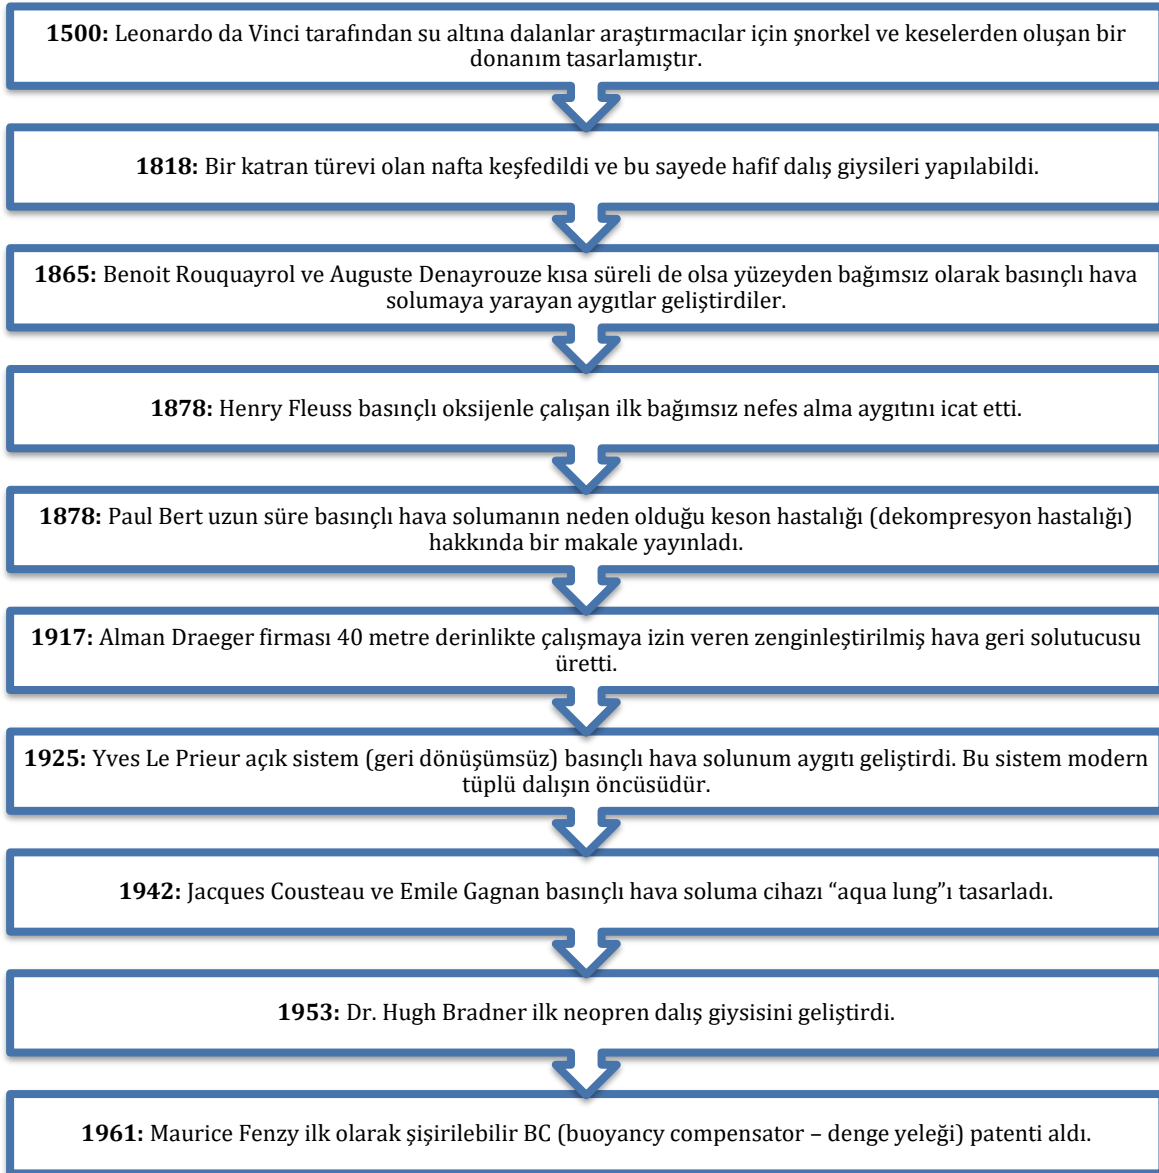 1500: Leonardo da Vinci tarafından su altına dalanlar araştırmacılar için şnorkel ve keselerden oluşan bir
donanım tasarlamıştır.
1818: Bir katran türevi olan nafta keşfedildi ve bu sayede hafif dalış giysileri yapılabildi.
1865: Benoit Rouquayrol ve Auguste Denayrouze kısa süreli de olsa yüzeyden bağımsız olarak basınçlı hava
solumaya yarayan aygıtlar geliştirdiler.
1878: Henry Fleuss basınçlı oksijenle çalışan ilk bağımsız nefes alma aygıtını icat etti.
1878: Paul Bert uzun süre basınçlı hava solumanın neden olduğu keson hastalığı (dekompresyon hastalığı)
hakkında bir makale yayınladı.
1917: Alman Draeger firması 40 metre derinlikte çalışmaya izin veren zenginleştirilmiş hava geri solutucusu
üretti.
1925: Yves Le Prieur açık sistem (geri dönüşümsüz) basınçlı hava solunum aygıtı geliştirdi. Bu sistem modern
tüplü dalışın öncüsüdür.
1942: Jacques Cousteau ve Emile Gagnan basınçlı hava soluma cihazı “aqua lung”ı tasarladı.
1953: Dr. Hugh Bradner ilk neopren dalış giysisini geliştirdi.
1961: Maurice Fenzy ilk olarak şişirilebilir BC (buoyancy compensator – denge yeleği) patenti aldı.